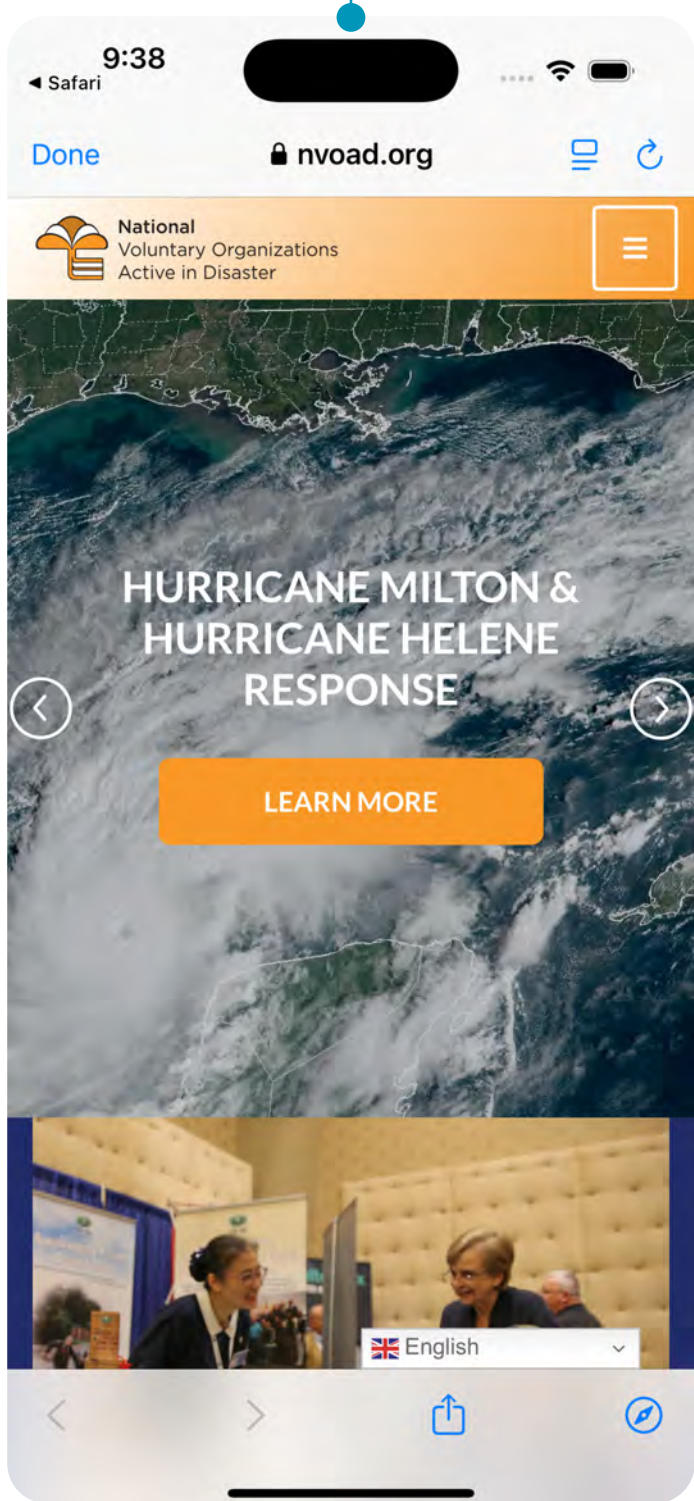 9:38
◀ Safari
Done
nvoad.org
National
Voluntary Organizations
Active in Disaster
HURRICANE MILTON &
HURRICANE HELENE
RESPONSE
LEARN MORE
English